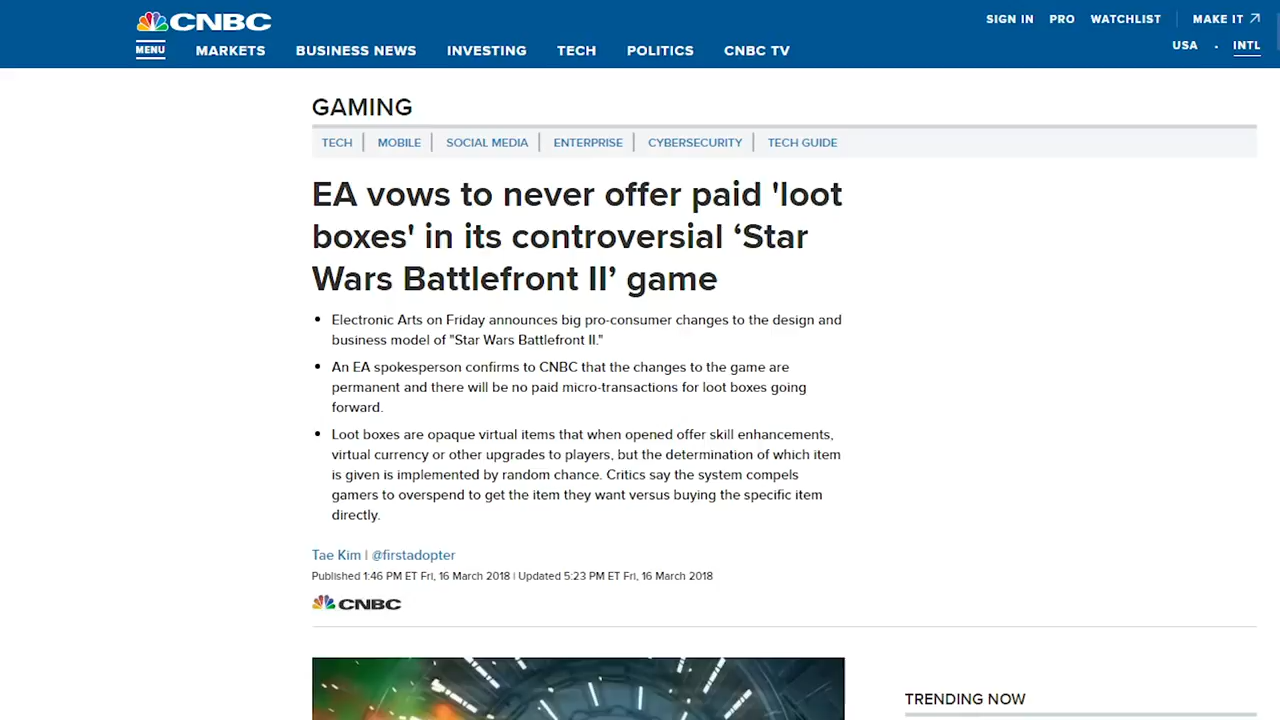 CNBC
SIGN IN PRO WATCHLIST MAKE IT
USA · INTL
MENU MARKETS BUSINESS NEWS INVESTING TECH POLITICS CNBC TV
GAMING
TECH MOBILE SOCIAL MEDIA ENTERPRISE CYBERSECURITY TECH GUIDE
EA vows to never offer paid 'loot
boxes' in its controversial ‘Star
Wars Battlefront II’ game
• Electronic Arts on Friday announces big pro-consumer changes to the design and
business model of "Star Wars Battlefront II."
• An EA spokesperson confirms to CNBC that the changes to the game are
permanent and there will be no paid micro-transactions for loot boxes going
forward.
• Loot boxes are opaque virtual items that when opened offer skill enhancements,
virtual currency or other upgrades to players, but the determination of which item
is given is implemented by random chance. Critics say the system compels
gamers to overspend to get the item they want versus buying the specific item
directly.
Tae Kim | @firstadopter
Published 1:46 PM ET Fri, 16 March 2018 | Updated 5:23 PM ET Fri, 16 March 2018
CNBC
TRENDING NOW